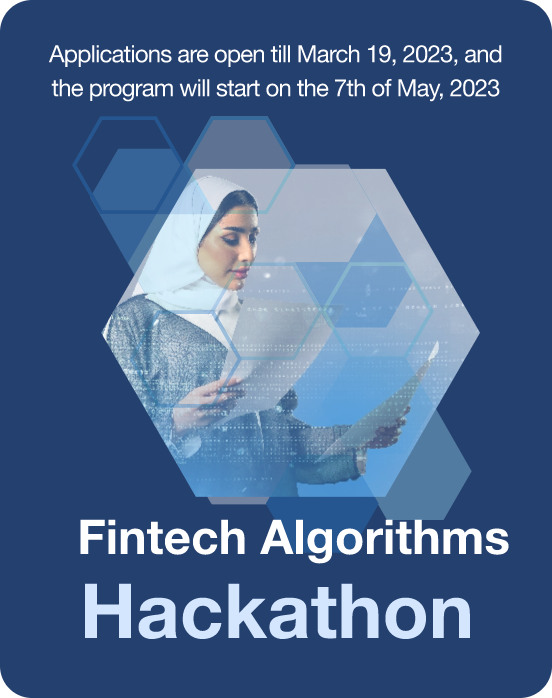 Applications are open till March 19, 2023, and
the program will start on the 7th of May, 2023
Fintech Algorithms
Hackathon